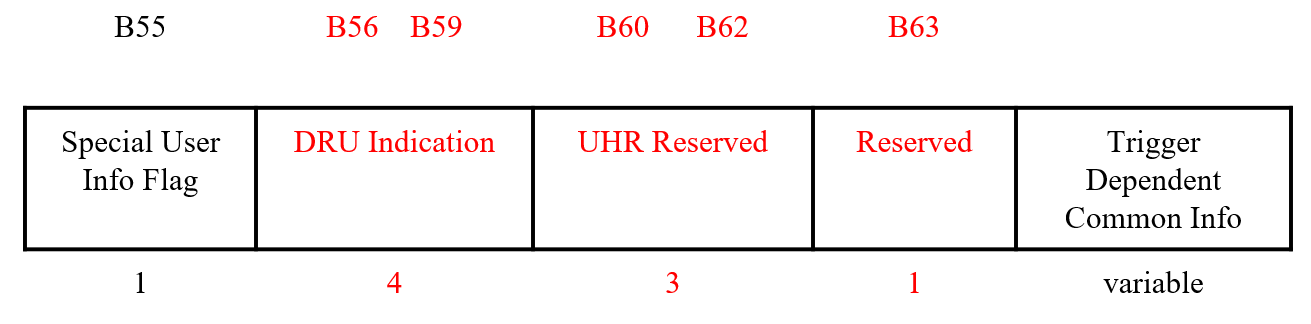 B55 B56 B59 B60 B62 B63
Special User
Info Flag
DRU Indication
UHR Reserved
Reserved
Trigger
Dependent
Common Info
1 4 3 1 variable